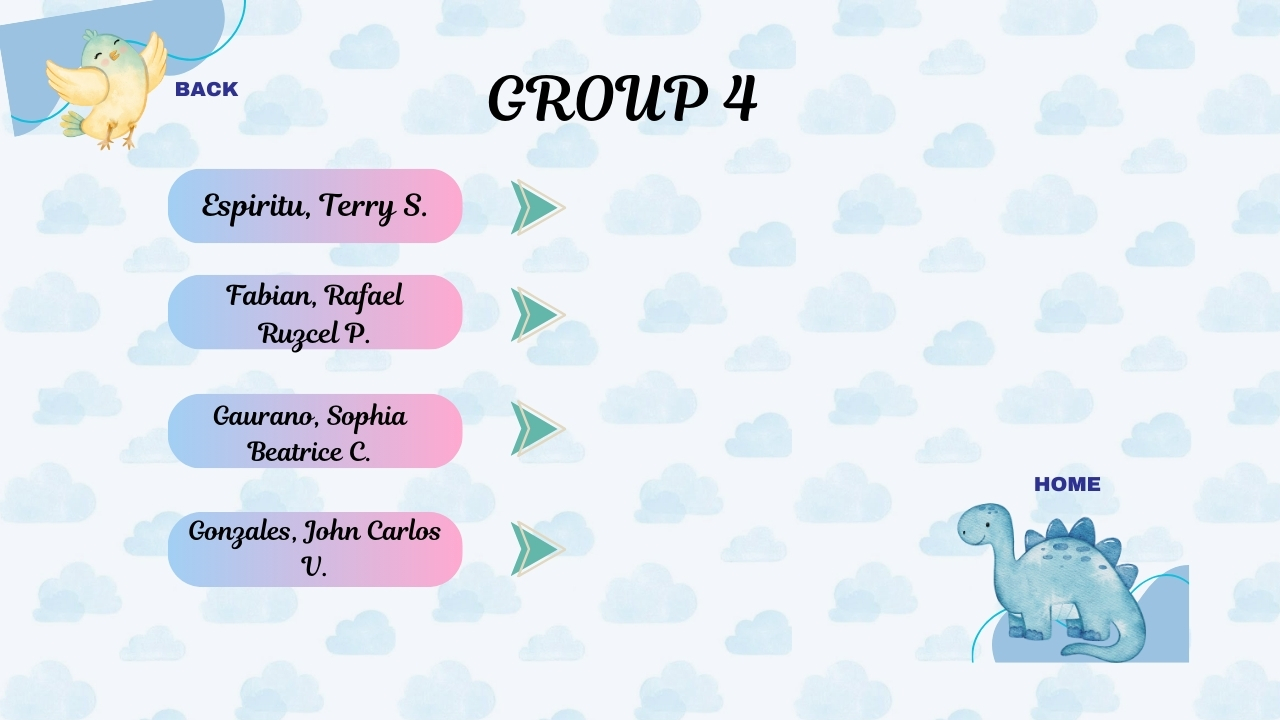 BACK
GROUP 4
Espiritu, Terry S.
Fabian, Rafael
Ruzcel P.
Gaurano, Sophia
Beatrice C.
Gonzales, John Carlos
V.
HOME